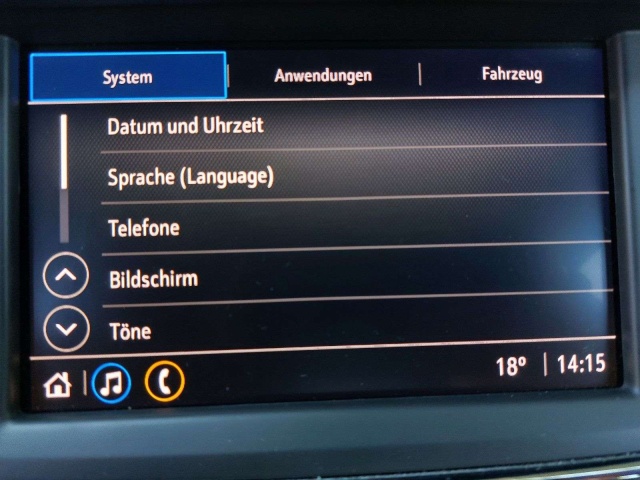 System | Anwendungen | Fahrzeug
Datum und Uhrzeit
Sprache (Language)
Telefone
Bildschirm
Töne
18° | 14:15